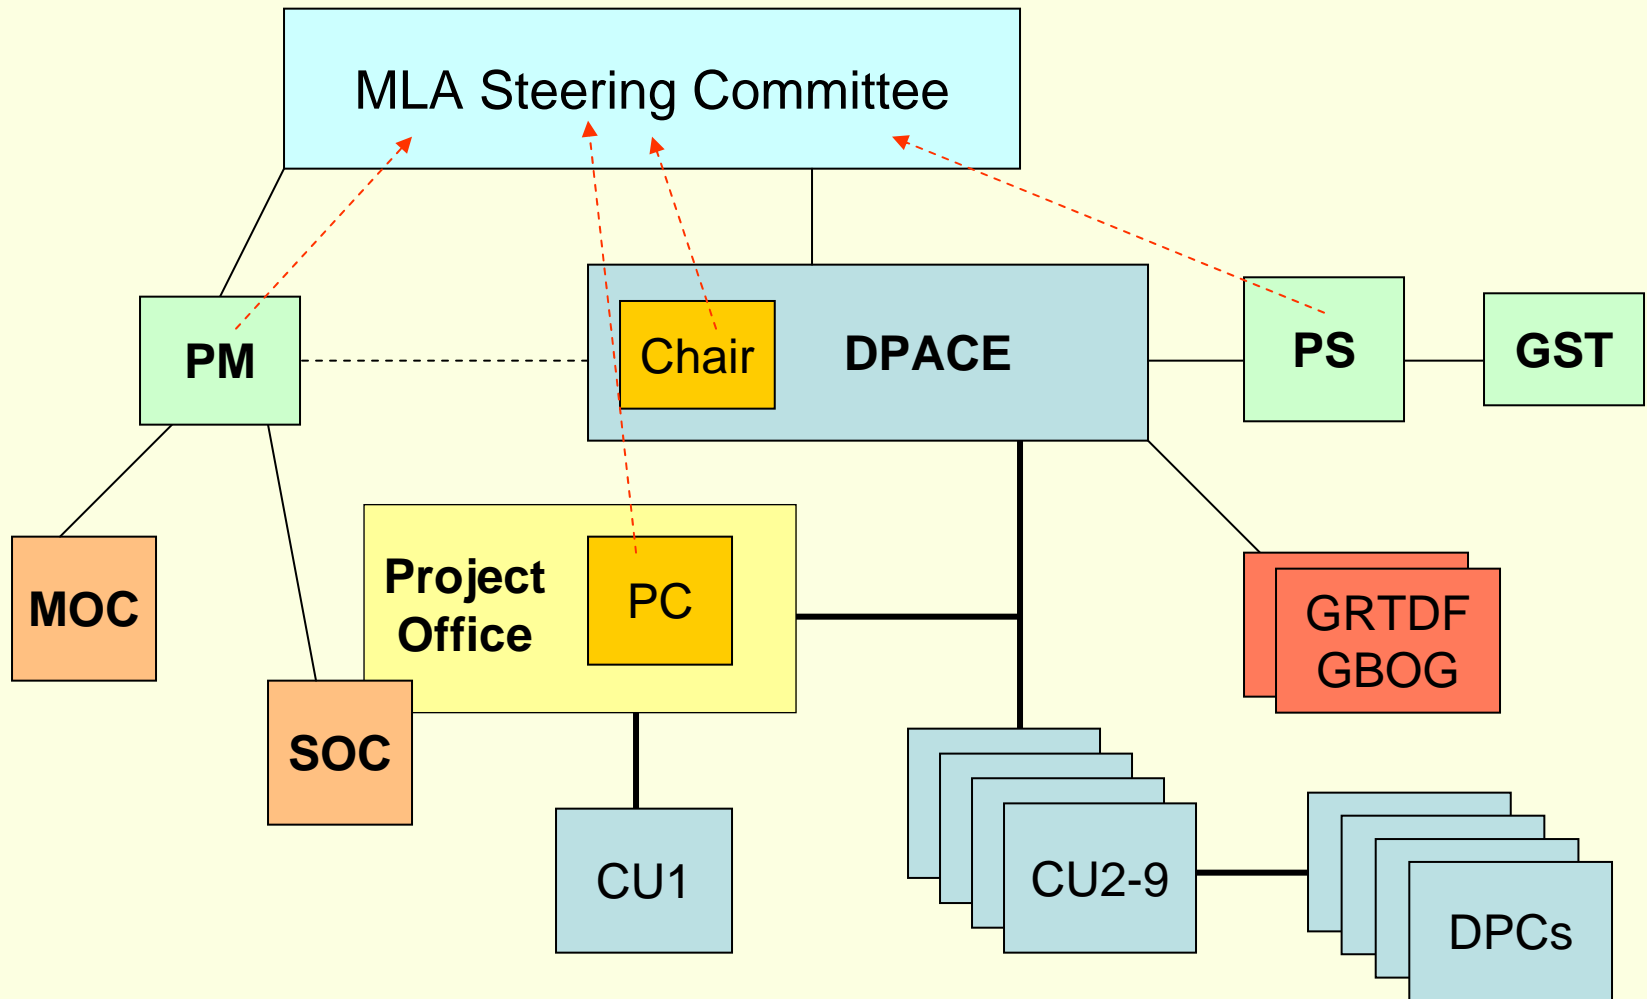 MLA Steering Committee
PM
Chair
DPACE
PS
GST
MOC
Project
Office
PC
GRTDF
GBOG
SOC
CU1
CU2-9
DPCs